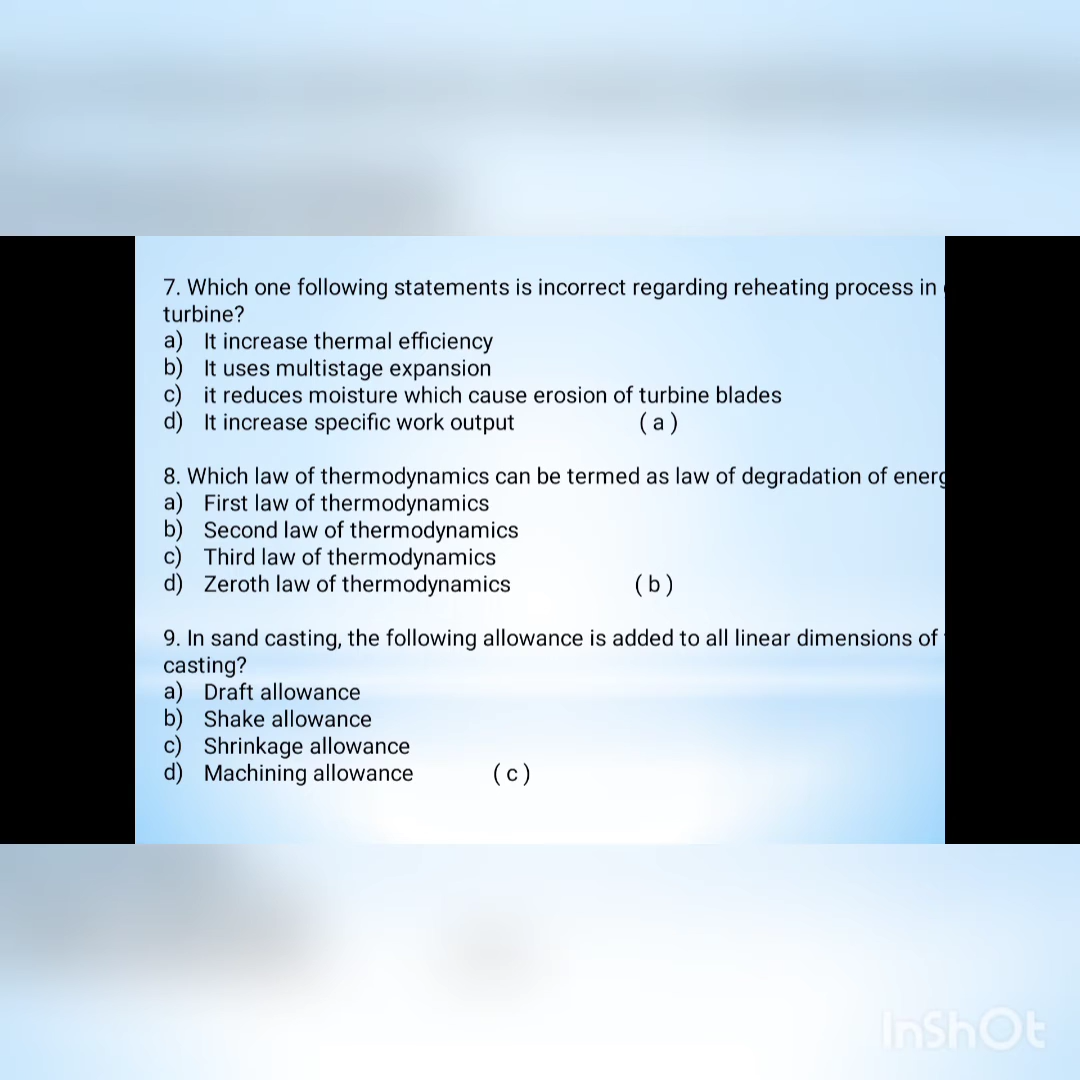 7. Which one following statements is incorrect regarding reheating process in
turbine?
a) It increase thermal efficiency
b) It uses multistage expansion
c) it reduces moisture which cause erosion of turbine blades
d) It increase specific work output ( a )
8. Which law of thermodynamics can be termed as law of degradation of
a) First law of thermodynamics
b) Second law of thermodynamics
c) Third law of thermodynamics
d) Zeroth law of thermodynamics ( b )
9. In sand casting, the following allowance is added to all linear dimensions of
casting?
a) Draft allowance
b) Shake allowance
c) Shrinkage allowance
d) Machining allowance ( c )
InShOt